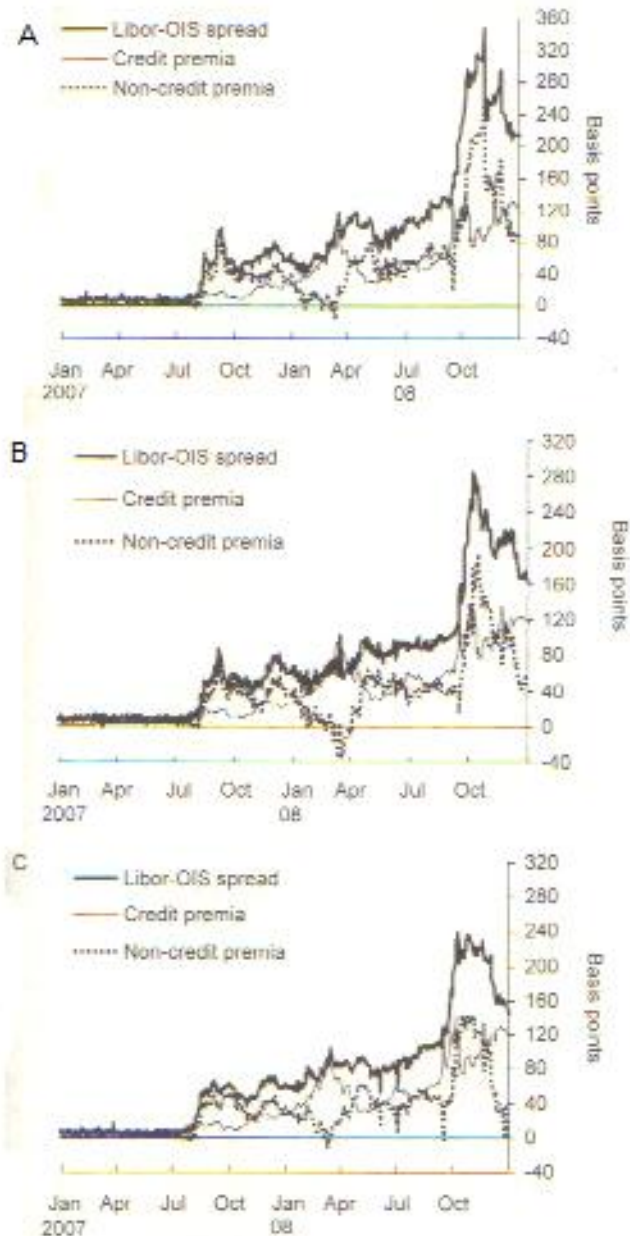 A
Libor-OIS spread
Credit premia
Non-credit premia
360
320
280
240
200
160
120
80
40
0
-40
Basis points
Jan Apr Jul Oct Jan Apr Jul Oct
2007 08
B
Libor-OIS spread
Credit premia
Non-credit premia
320
280
240
200
160
120
80
40
0
-40
Basis points
Jan Apr Jul Oct Jan Apr Jul Oct
2007 08
C
Libor-OIS spread
Credit premia
Non-credit premia
320
280
240
200
160
120
80
40
0
-40
Basis points
Jan Apr Jul Oct Jan Apr Jul Oct
2007 08